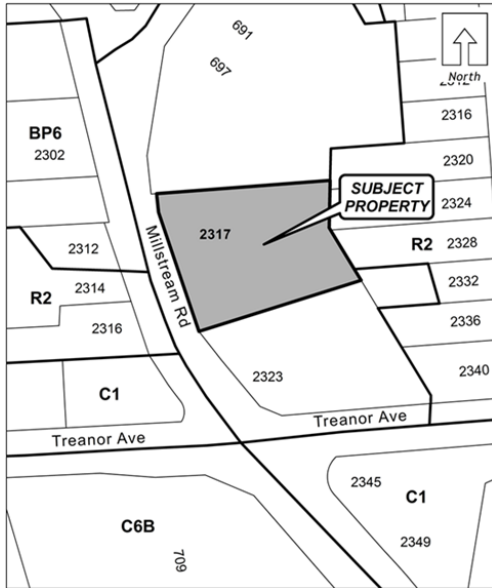 691
697
North
2312
2316
BP6
2302
2320
SUBJECT
PROPERTY
2324
2317
R2
2328
2312
Millstream Rd
2332
R2
2314
2336
2316
2323
2340
C1
Treanor Ave
Treanor Ave
2345
C1
C6B
709
2349